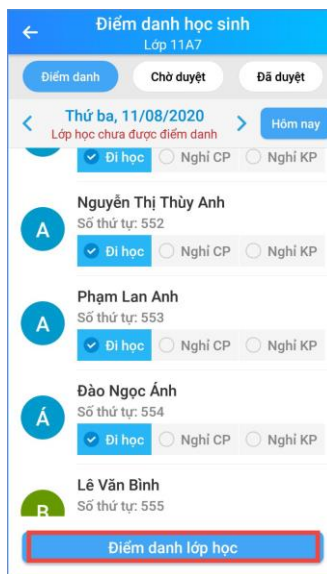 Điểm danh học sinh
Lớp 11A7
Điểm danh Chờ duyệt Đã duyệt
Thứ ba, 11/08/2020
Lớp học chưa được điểm danh
Hôm nay
Đi học Nghỉ CP Nghỉ KP
Nguyễn Thị Thùy Anh
Số thứ tự: 552
A
Đi học Nghỉ CP Nghỉ KP
Phạm Lan Anh
Số thứ tự: 553
A
Đi học Nghỉ CP Nghỉ KP
Đào Ngọc Ánh
Số thứ tự: 554
Á
Đi học Nghỉ CP Nghỉ KP
Lê Văn Bình
Số thứ tự: 555
B
Điểm danh lớp học